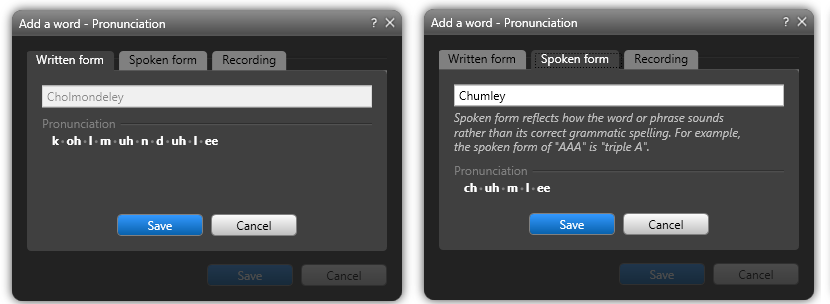 Add a word - Pronunciation ? ✕
Written form Spoken form Recording
Cholmondeley
Pronunciation
k•oh•l•m•uh•n•d•uh•l•ee
Save Cancel
Save Cancel
Add a word - Pronunciation ? ✕
Written form Spoken form Recording
Chumley
Spoken form reflects how the word or phrase sounds
rather than its correct grammatic spelling. For example,
the spoken form of "AAA" is "triple A".
Pronunciation
ch•uh•m•l•ee
Save Cancel
Save Cancel